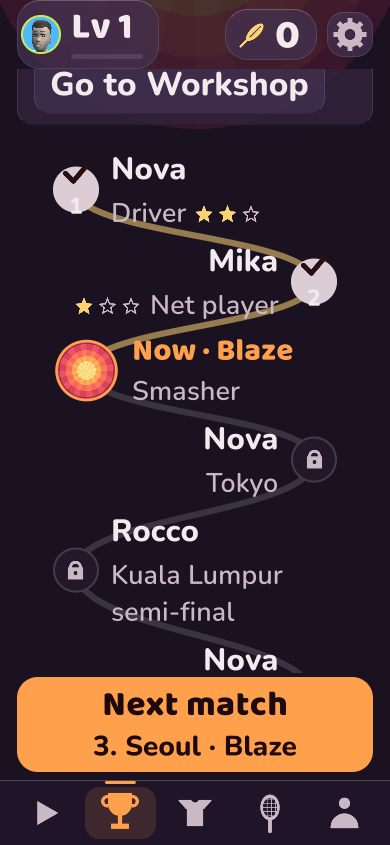 Lv 1
0
Go to Workshop
Nova
1
Driver
Mika
2
Net player
Now · Blaze
Smasher
Nova
Tokyo
Rocco
Kuala Lumpur
semi-final
Nova
Next match
3. Seoul · Blaze